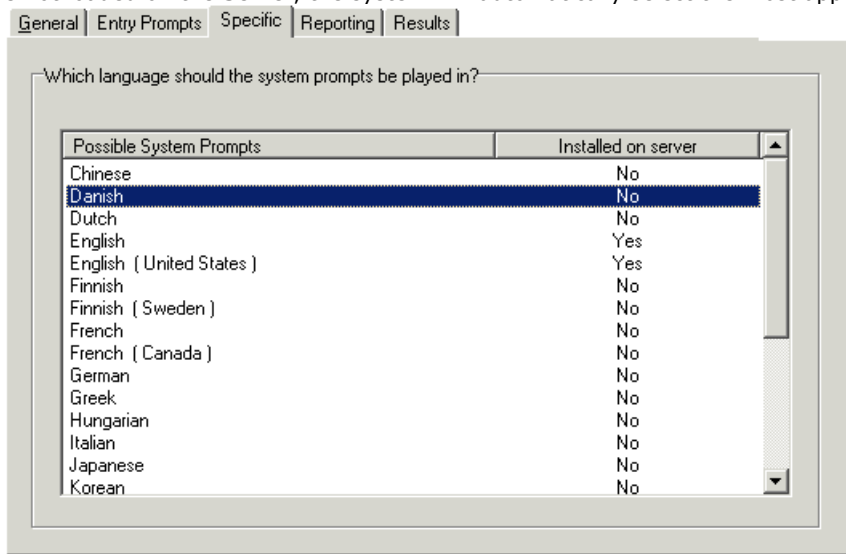 General Entry Prompts Specific Reporting Results
Which language should the system prompts be played in?
Possible System Prompts Installed on server
Chinese No
Danish No
Dutch No
English Yes
English ( United States ) Yes
Finnish No
Finnish ( Sweden ) No
French No
French ( Canada ) No
German No
Greek No
Hungarian No
Italian No
Japanese No
Korean No